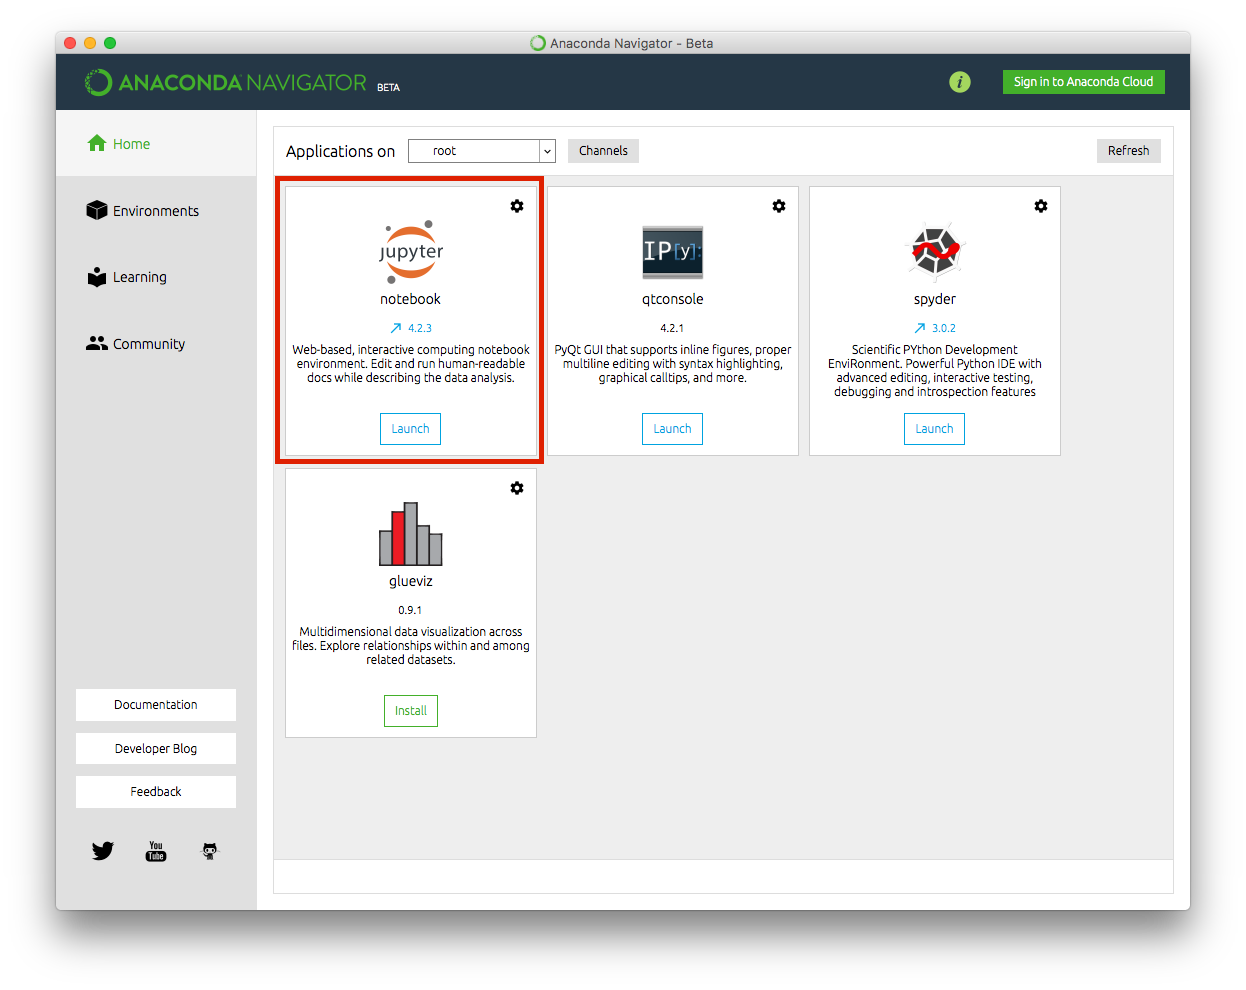 Anaconda Navigator - Beta
ANACONDA NAVIGATOR BETA
i
Sign in to Anaconda Cloud
Home
Environments
Learning
Community
Documentation
Developer Blog
Feedback
You
Tube
Applications on
root
Channels
Refresh
jupyter
notebook
4.2.3
Web-based, interactive computing notebook
environment. Edit and run human-readable
docs while describing the data analysis.
Launch
IP[y]:
qtconsole
4.2.1
PyQt GUI that supports inline figures, proper
multiline editing with syntax highlighting,
graphical calltips, and more.
Launch
spyder
3.0.2
Scientific PYthon Development
EnviRonment. Powerful Python IDE with
advanced editing, interactive testing,
debugging and introspection features
Launch
glueviz
0.9.1
Multidimensional data visualization across
files. Explore relationships within and among
related datasets.
Install